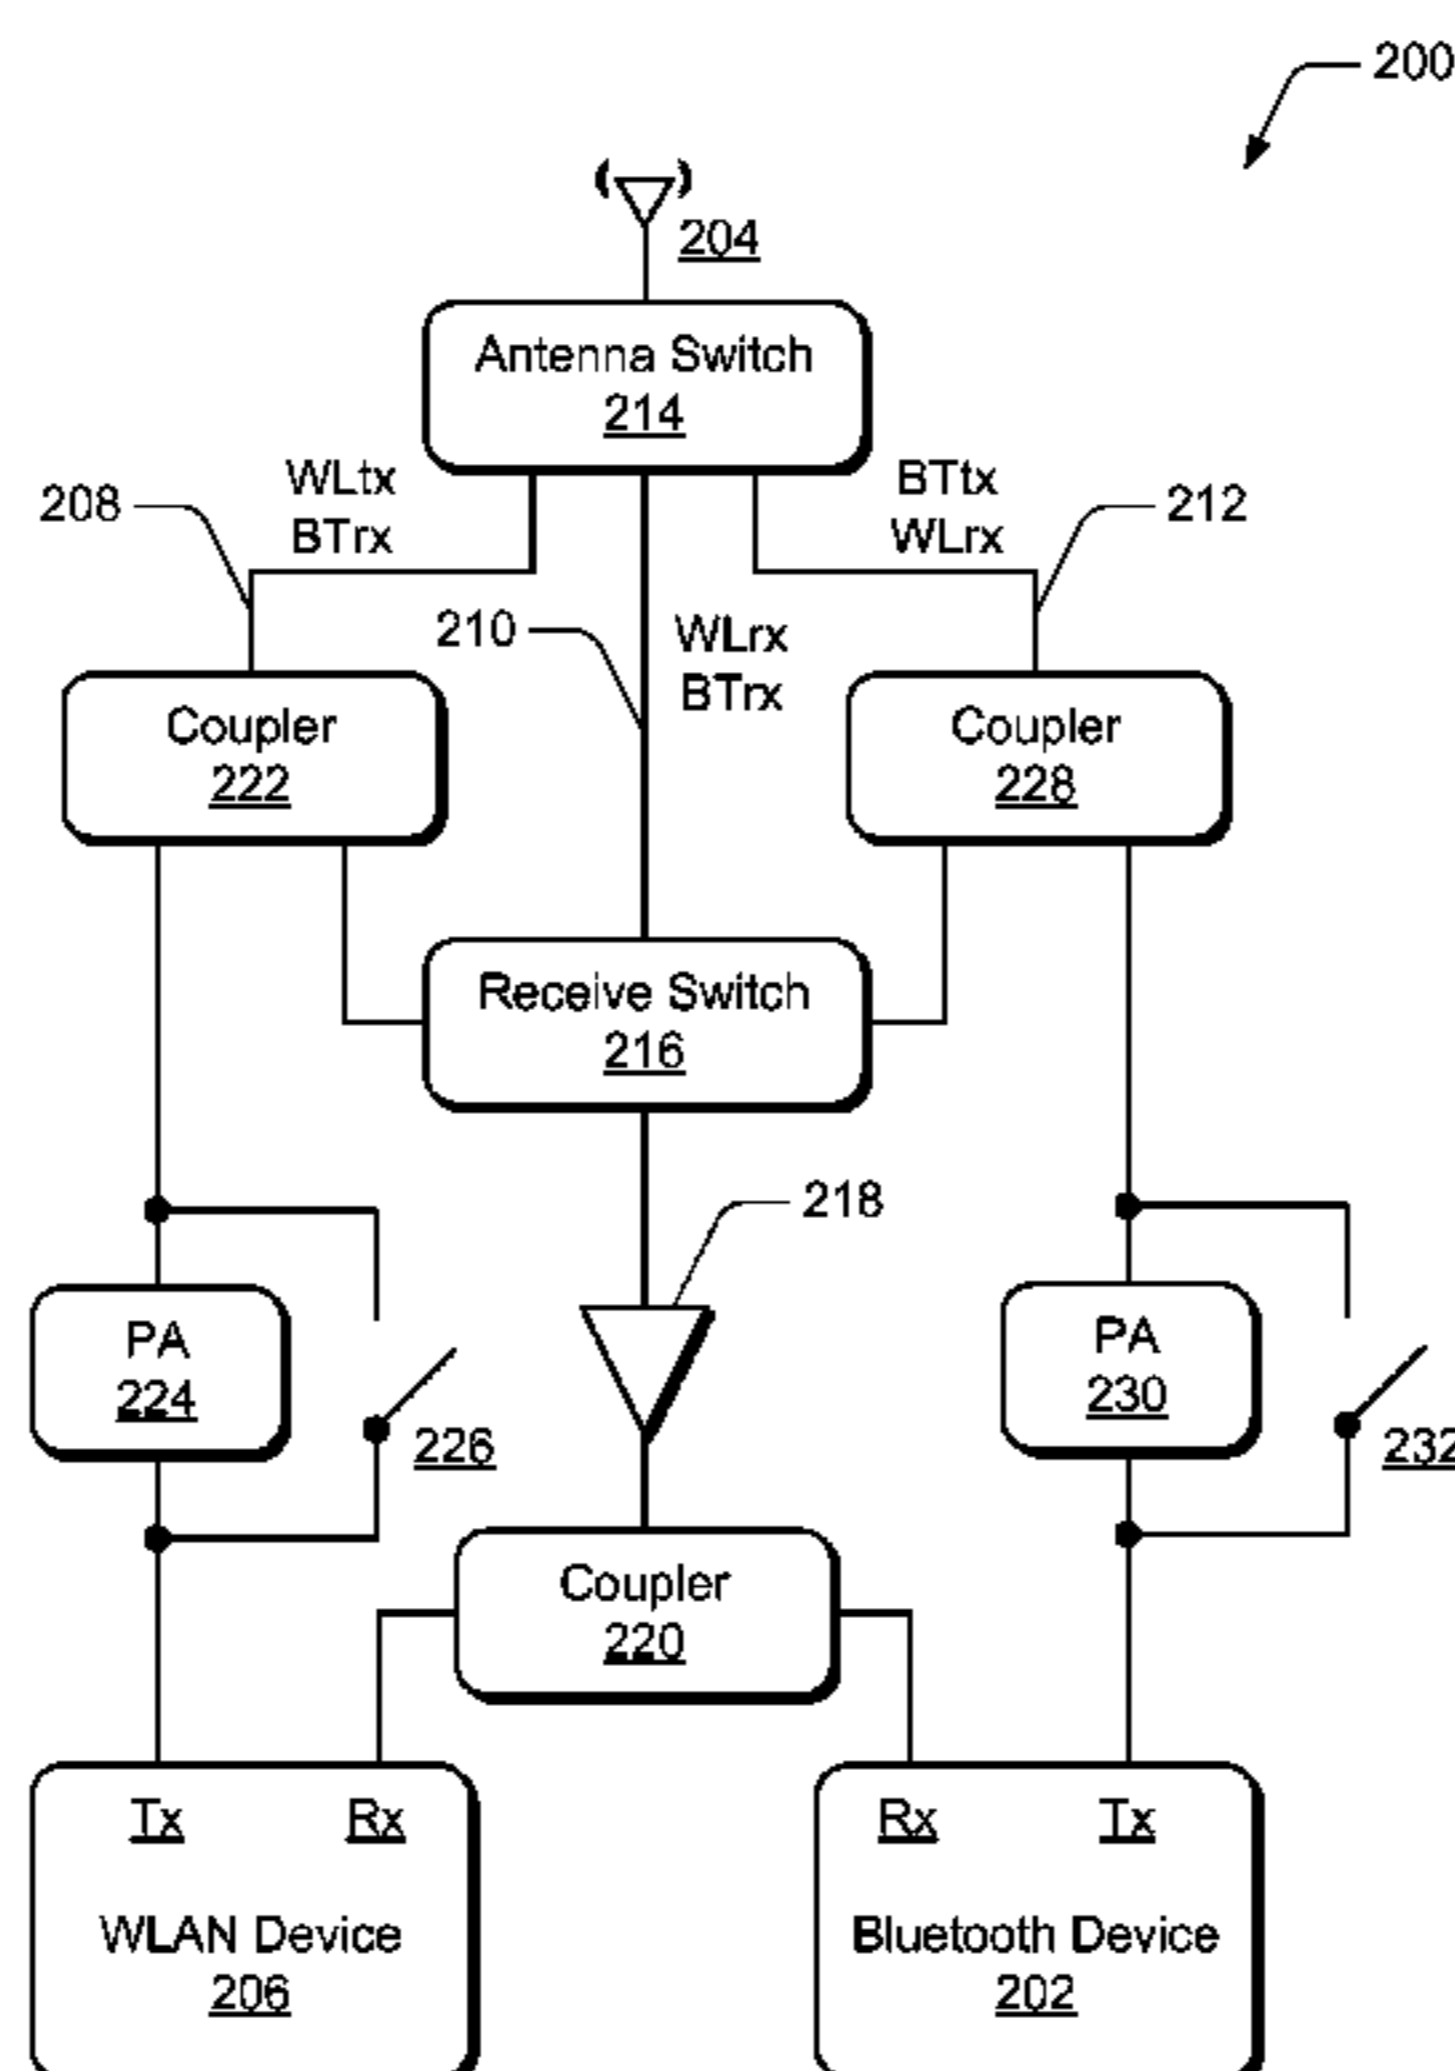 200
204
Antenna Switch
214
WLtx
BTrx
208
BTtx
WLrx
212
210
WLrx
BTrx
Coupler
222
Coupler
228
Receive Switch
216
218
PA
224
226
PA
230
232
Coupler
220
Tx
Rx
WLAN Device
206
Rx
Tx
Bluetooth Device
202